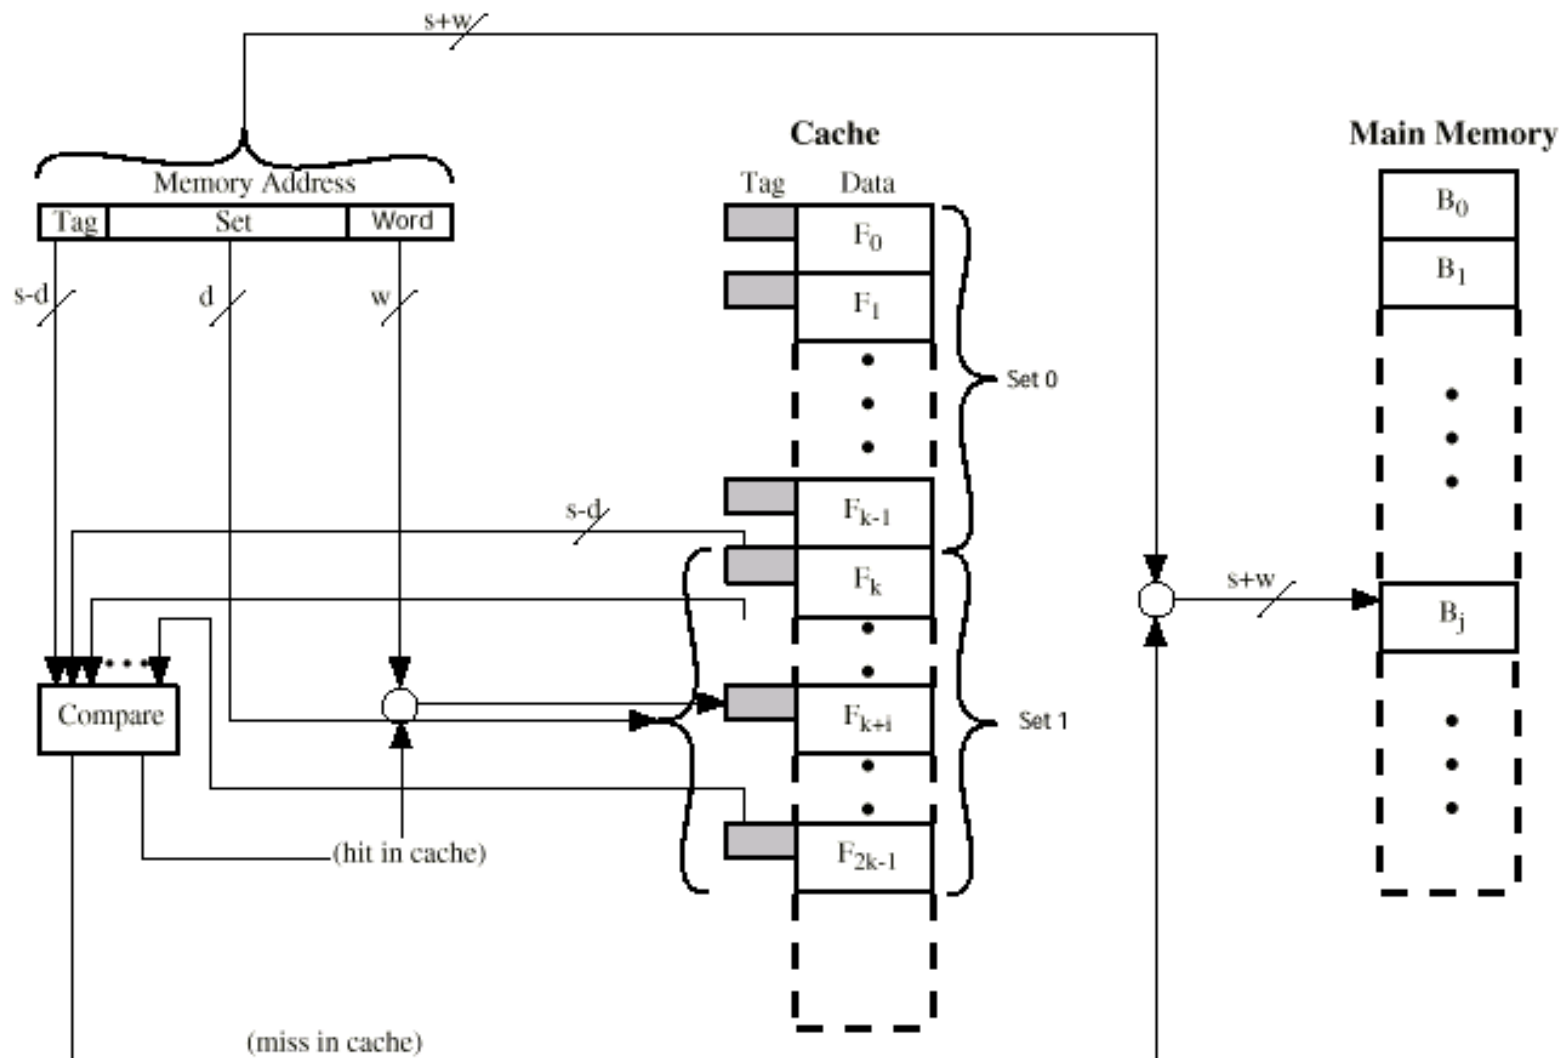 s+w
Cache
Main Memory
Memory Address
Tag Data
Tag Set Word
F0
F1
Set 0
Fk-1
B0
B1
s-d
d
w
s-d
Fk
s+w
Bj
Compare
Fk+i
Set 1
F2k-1
(hit in cache)
(miss in cache)